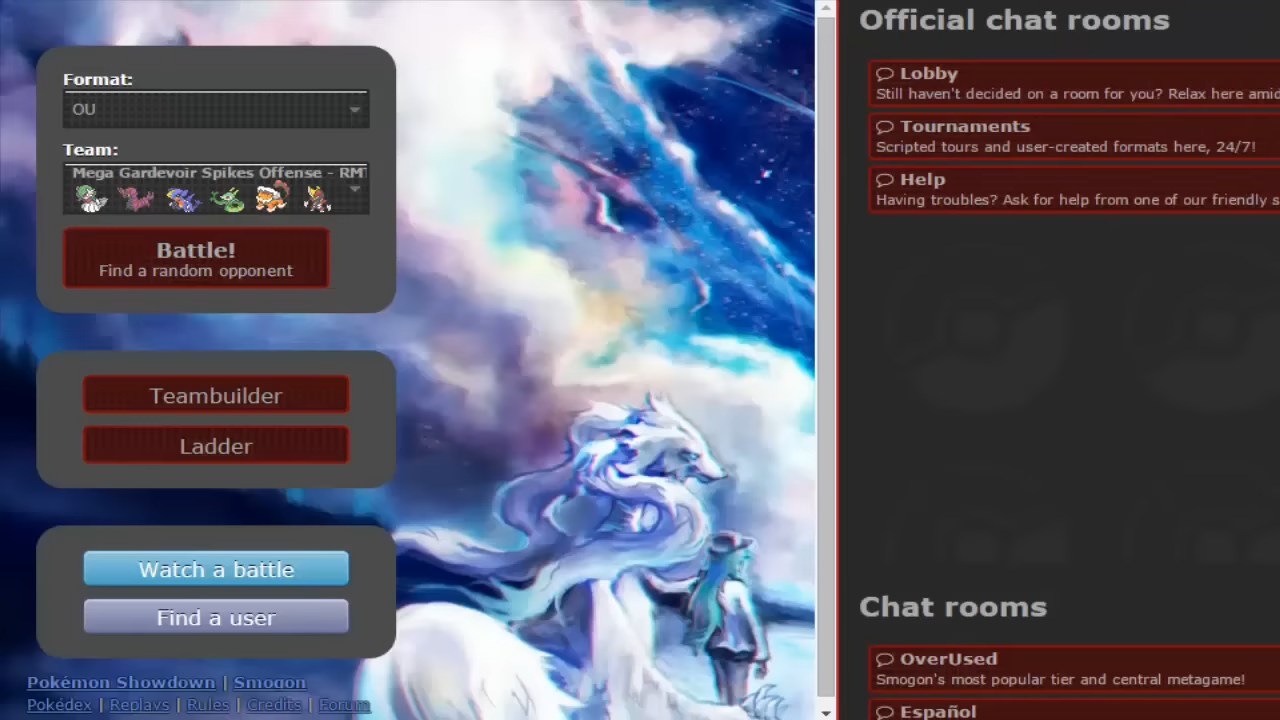 Format:
OU
Team:
Mega Gardevoir Spikes Offense - RMT
Battle!
Find a random opponent
Teambuilder
Ladder
Watch a battle
Find a user
Pokémon Showdown | Smogon
Pokédex | Replays | Rules | Credits | Forum
Official chat rooms
Lobby
Still haven't decided on a room for you? Relax here amid
Tournaments
Scripted tours and user-created formats here, 24/7!
Help
Having troubles? Ask for help from one of our friendly s
Chat rooms
OverUsed
Smogon's most popular tier and central metagame!
Español